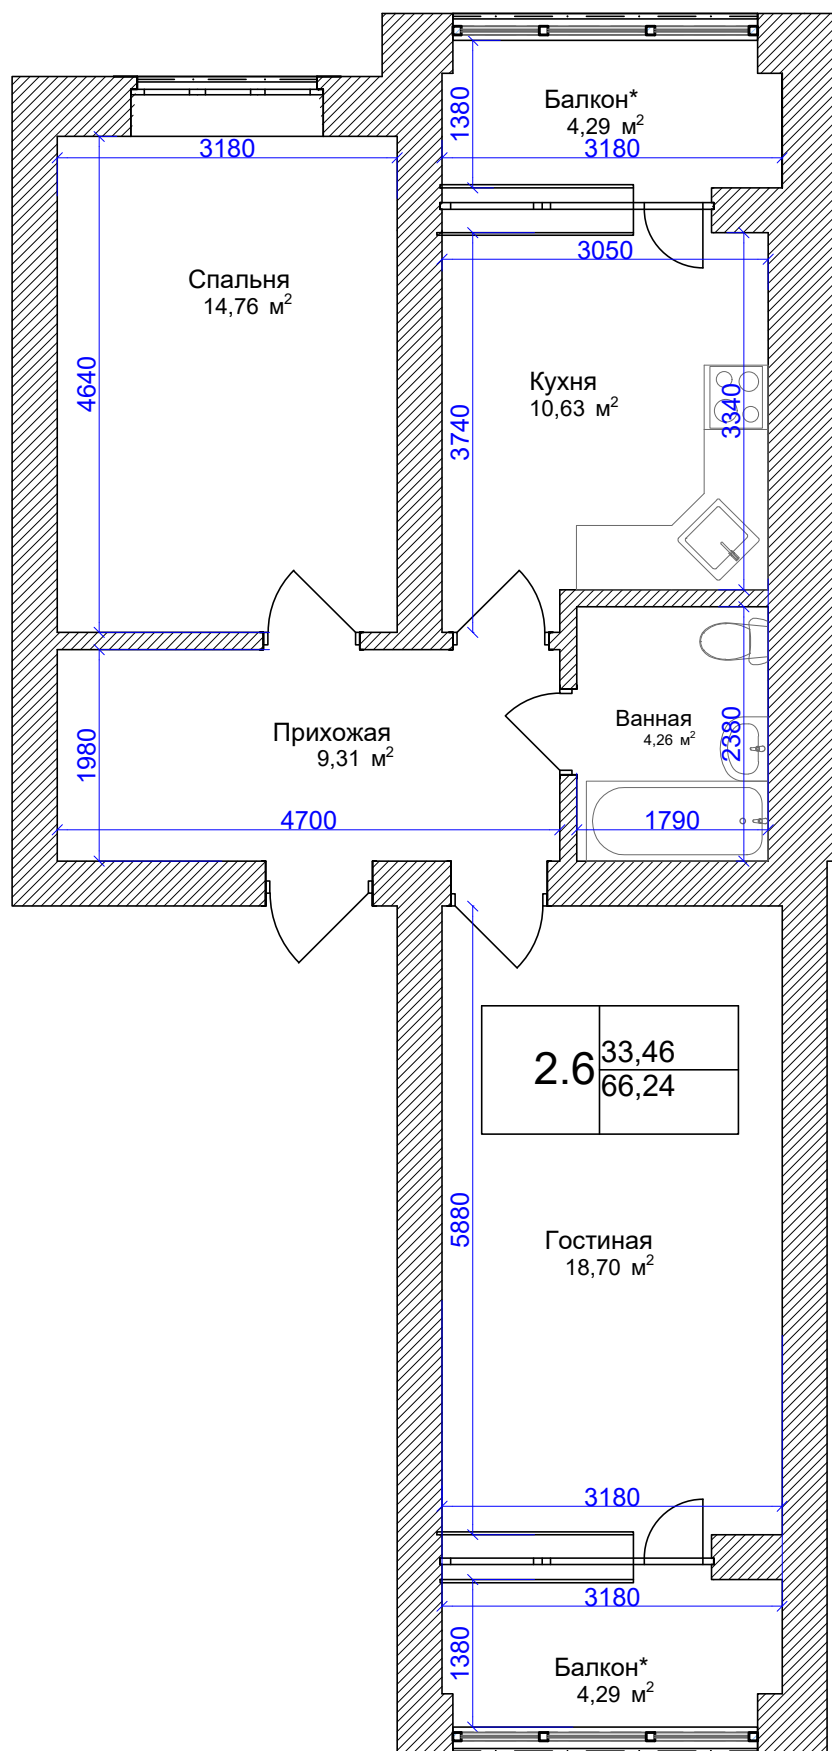 Балкон*
4,29 м²
1380
3180
3180
3050
Спальня
14,76 м²
4640
Кухня
10,63 м²
3740
3340
Прихожая
9,31 м²
1980
4700
Ванная
4,26 м²
2380
1790
2.6
33,46
66,24
5880
Гостиная
18,70 м²
3180
3180
1380
Балкон*
4,29 м²